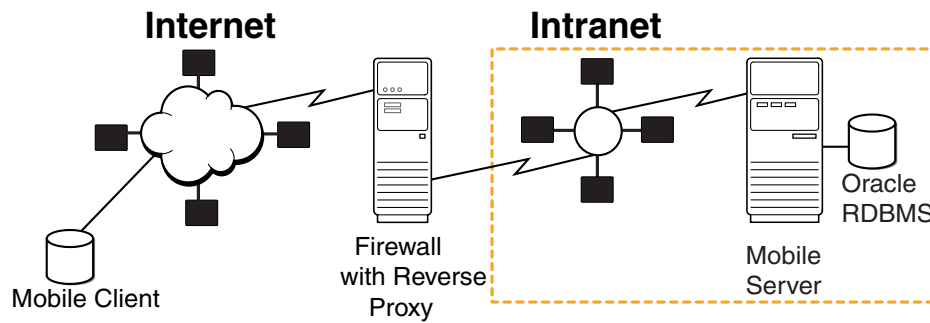 Internet
Intranet
Mobile Client
Firewall
with Reverse
Proxy
Mobile
Server
Oracle
RDBMS